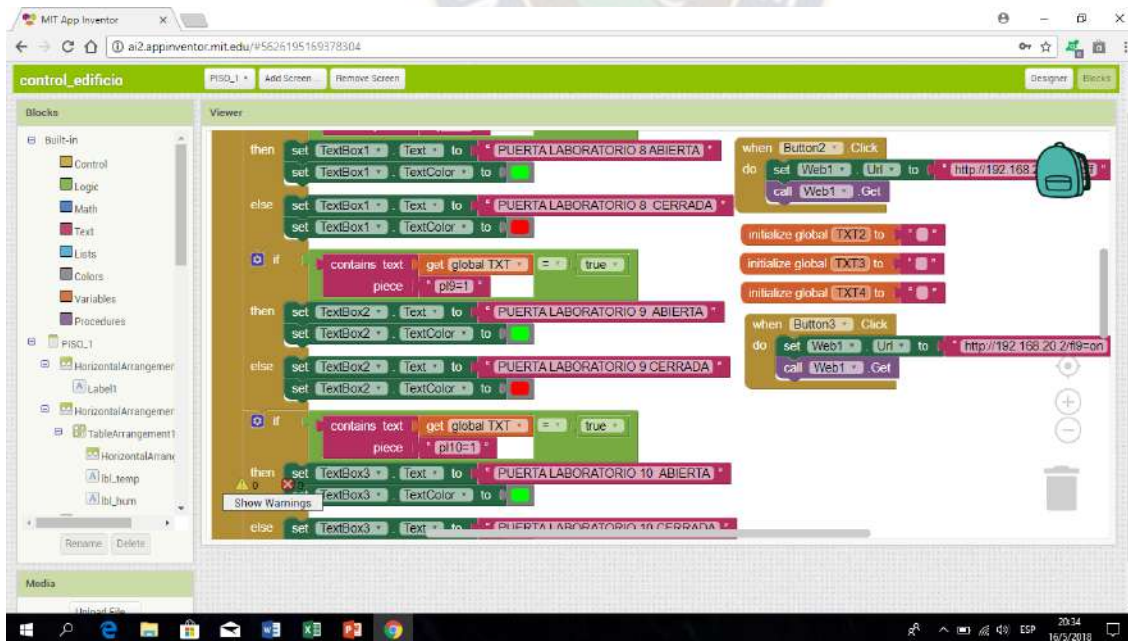 MIT App Inventor
ai2.appinventor.mit.edu/#5626195169378304
control_edificio
PISO_1 Add Screen ... Remove Screen
Designer Blocks
Blocks
Viewer
Built-in
Control
Logic
Math
Text
Lists
Colors
Variables
Procedures
PISO_1
HorizontalArrangemer
Label1
HorizontalArrangemer
TableArrangement1
HorizontalArrang
lbl_temp
lbl_hum
Rename Delete
Media
Upload File
then set TextBox1 . Text to " PUERTA LABORATORIO 8 ABIERTA "
set TextBox1 . TextColor to
else set TextBox1 . Text to " PUERTA LABORATORIO 8 CERRADA "
set TextBox1 . TextColor to
if contains text get global TXT = true
piece " pl9=1 "
then set TextBox2 . Text to " PUERTA LABORATORIO 9 ABIERTA "
set TextBox2 . TextColor to
else set TextBox2 . Text to " PUERTA LABORATORIO 9 CERRADA "
set TextBox2 . TextColor to
if contains text get global TXT = true
piece " pl10=1 "
then set TextBox3 . Text to " PUERTA LABORATORIO 10 ABIERTA "
set TextBox3 . TextColor to
else set TextBox3 . Text to " PUERTA LABORATORIO 10 CERRADA "
0 0
Show Warnings
when Button2 . Click
do set Web1 . Url to " http://192.168.2
call Web1 . Get
initialize global TXT2 to " "
initialize global TXT3 to " "
initialize global TXT4 to " "
when Button3 . Click
do set Web1 . Url to " http://192.168.20.2/fl9=on
call Web1 . Get
ESP
20:34
16/5/2018